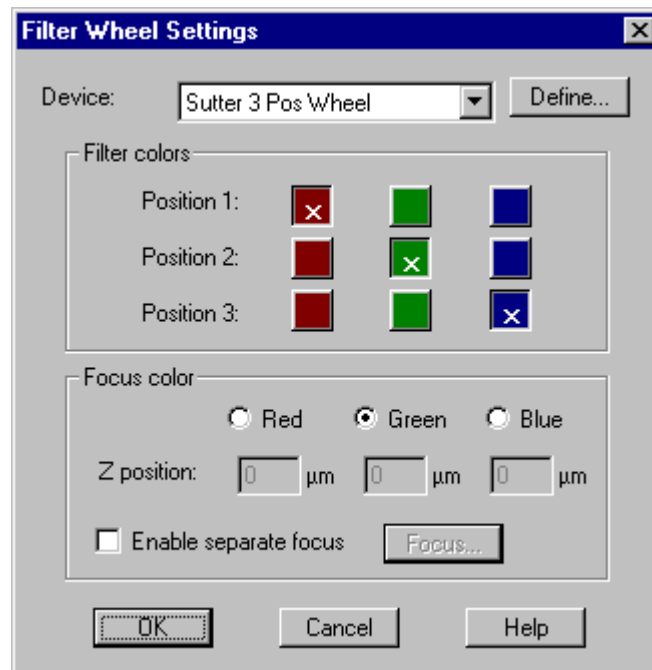 Filter Wheel Settings
Device: Sutter 3 Pos Wheel Define...
Filter colors
Position 1:
Position 2:
Position 3:
Focus color
Red Green Blue
Z position: 0 µm 0 µm 0 µm
Enable separate focus Focus...
OK Cancel Help